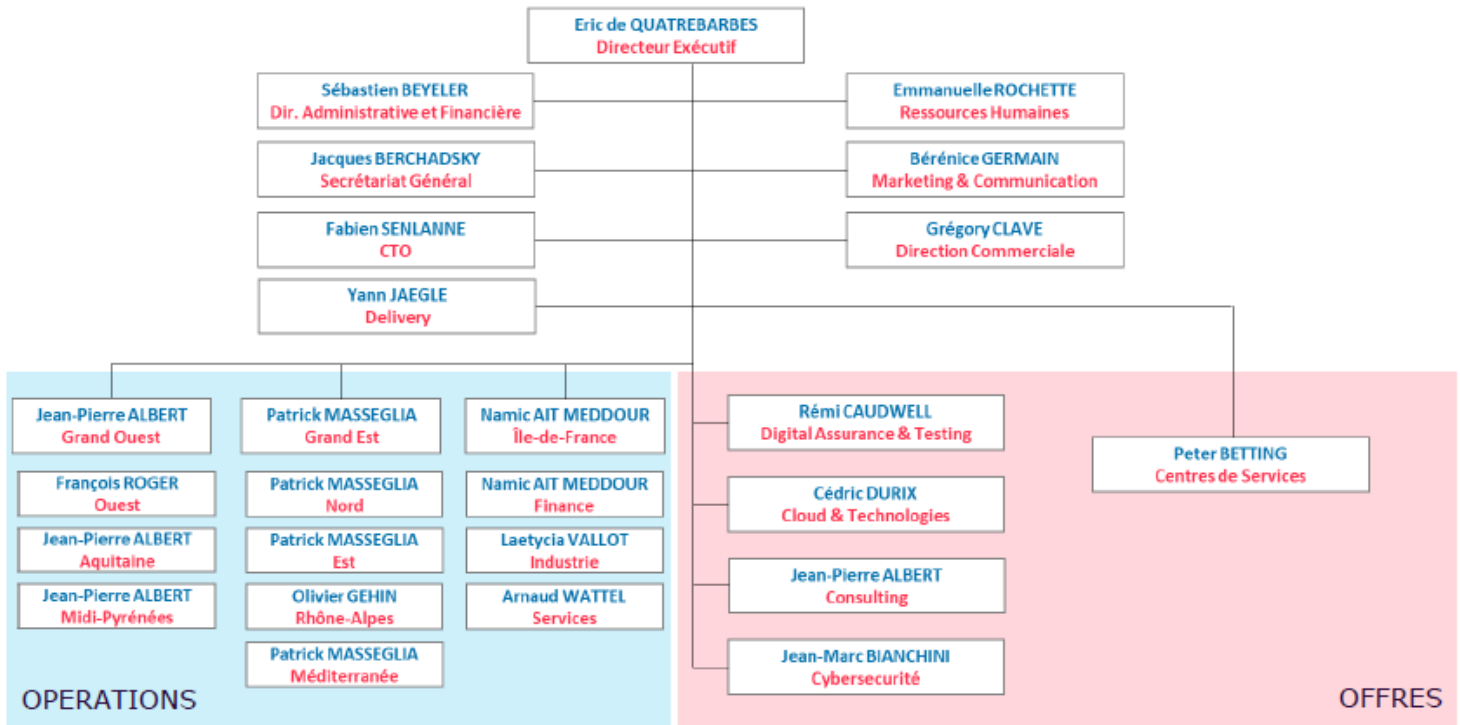 Eric de QUATREBARBES
Directeur Exécutif
Sébastien BEYELER
Dir. Administrative et Financière
Emmanuelle ROCHETTE
Ressources Humaines
Jacques BERCHADSKY
Secrétariat Général
Bérénice GERMAIN
Marketing & Communication
Fabien SENLANNE
CTO
Grégory CLAVE
Direction Commerciale
Yann JAEGLE
Delivery
Jean-Pierre ALBERT
Grand Ouest
François ROGER
Ouest
Jean-Pierre ALBERT
Aquitaine
Jean-Pierre ALBERT
Midi-Pyrénées
Patrick MASSEGLIA
Grand Est
Patrick MASSEGLIA
Nord
Patrick MASSEGLIA
Est
Olivier GEHIN
Rhône-Alpes
Patrick MASSEGLIA
Méditerranée
Namic AIT MEDDOUR
Île-de-France
Namic AIT MEDDOUR
Finance
Laetycia VALLOT
Industrie
Arnaud WATTEL
Services
OPERATIONS
Rémi CAUDWELL
Digital Assurance & Testing
Cédric DURIX
Cloud & Technologies
Jean-Pierre ALBERT
Consulting
Jean-Marc BIANCHINI
Cybersecurité
Peter BETTING
Centres de Services
OFFRES